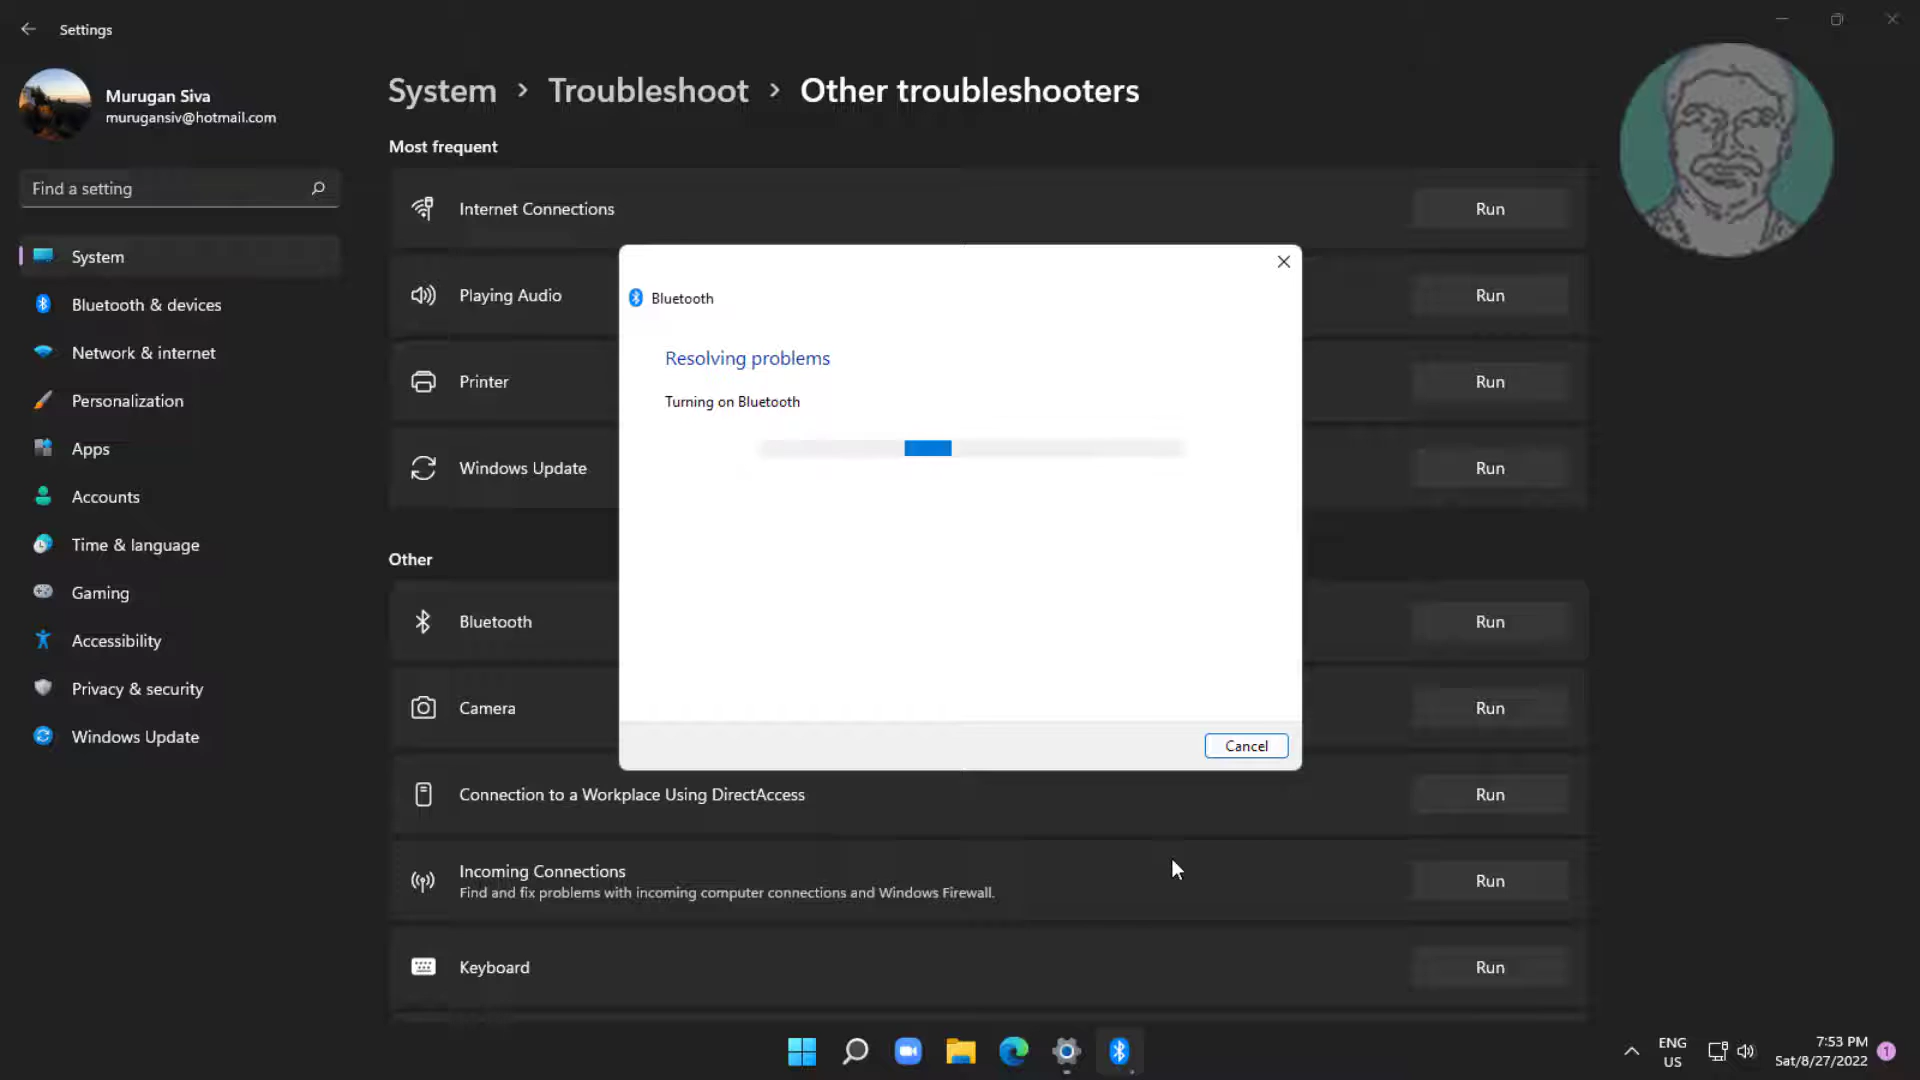 Settings
Murugan Siva
murugansiv@hotmail.com
Find a setting
System
Bluetooth & devices
Network & internet
Personalization
Apps
Accounts
Time & language
Gaming
Accessibility
Privacy & security
Windows Update
System › Troubleshoot › Other troubleshooters
Most frequent
Internet Connections Run
Playing Audio Run
Printer Run
Windows Update Run
Other
Bluetooth Run
Camera Run
Connection to a Workplace Using DirectAccess Run
Incoming Connections
Find and fix problems with incoming computer connections and Windows Firewall.
Run
Keyboard Run
Bluetooth
Resolving problems
Turning on Bluetooth
Cancel
ENG
US
7:53 PM
Sat/8/27/2022
1